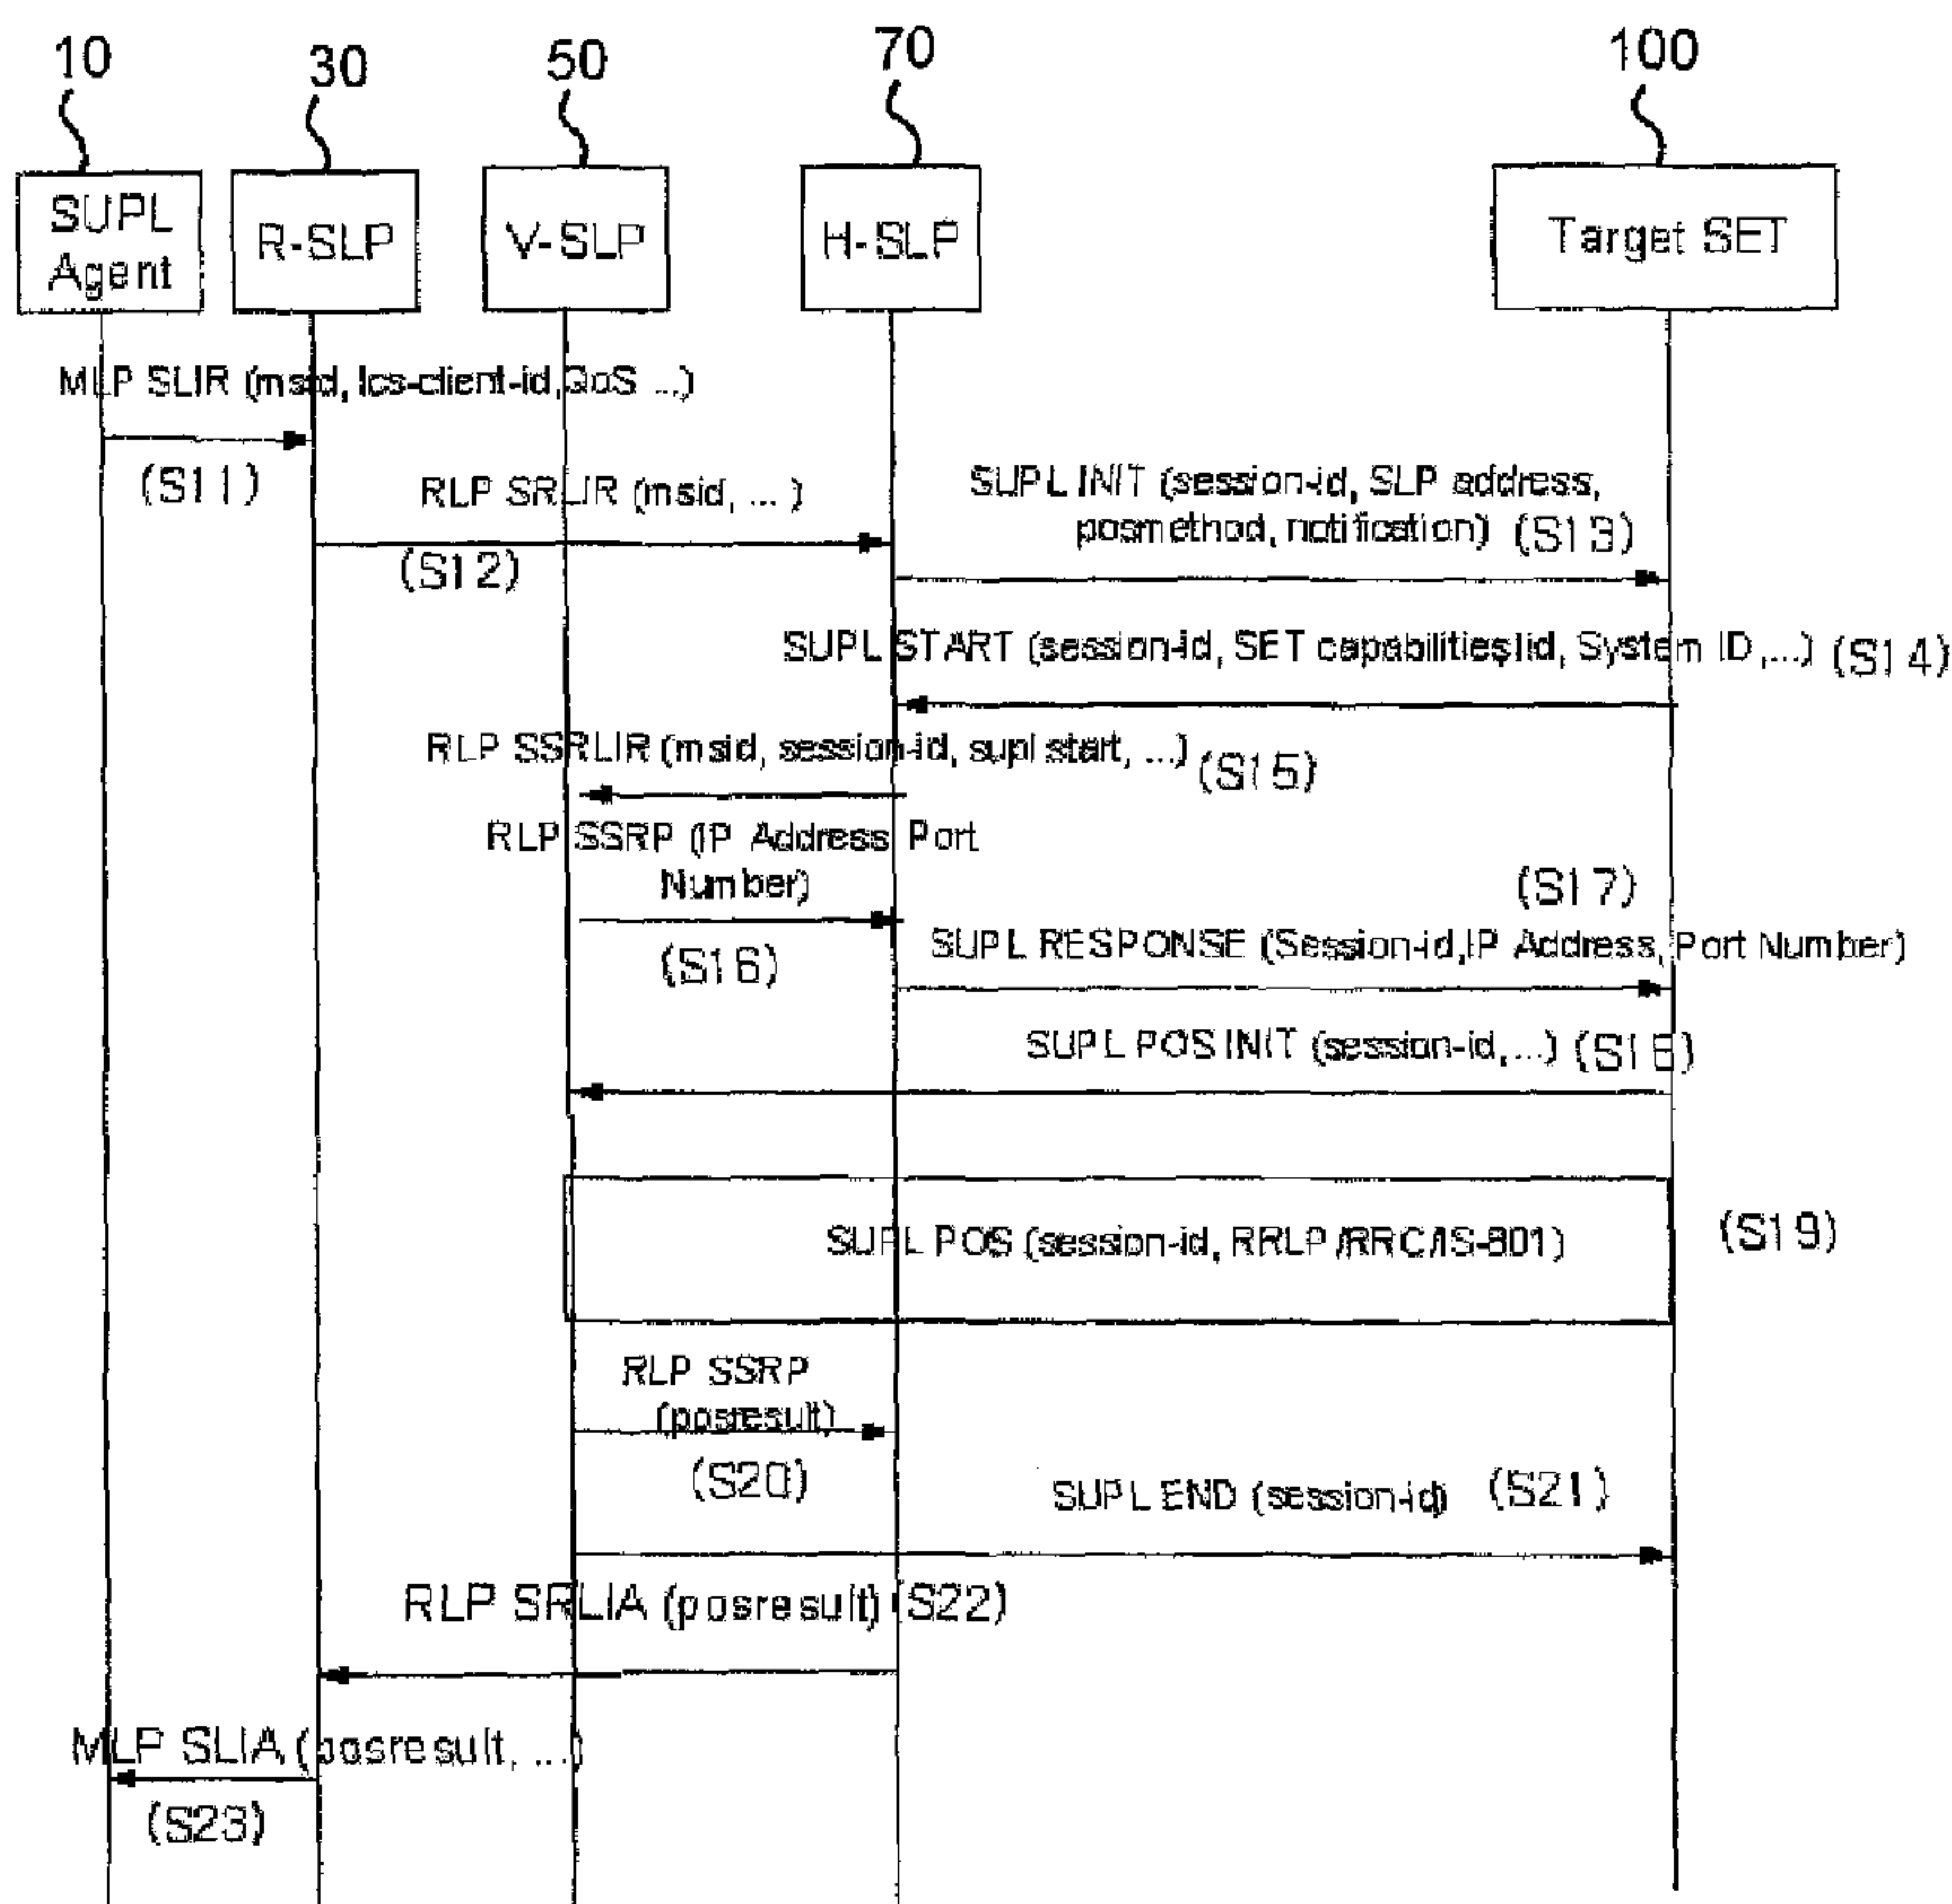 10
30
50
70
100
SUPL
Agent
R-SLP
V-SLP
H-SLP
Target SET
MLP SLIR (msid, lcs-client-id,QoS ...)
(S11)
RLP SRLIR (msid, ... )
(S12)
SUPL INIT (session-id, SLP address,
posmethod, notification) (S13)
SUPL START (session-id, SET capabilities,lid, System ID,...) (S14)
RLP SSRLIR (msid, session-id, supl start, ...) (S15)
RLP SSRP (IP Address, Port
Number)
(S16)
(S17)
SUPL RESPONSE (Session-id,IP Address, Port Number)
SUPL POS INIT (session-id,...)
SUPL POS (session-id, RRLP/RRC/IS-801)
(S19)
RLP SSRP
(posresult)
(S20)
SUPL END (session-id) (S21)
RLP SRLIA (posresult) (S22)
MLP SLIA (posresult, ...)
(S23)